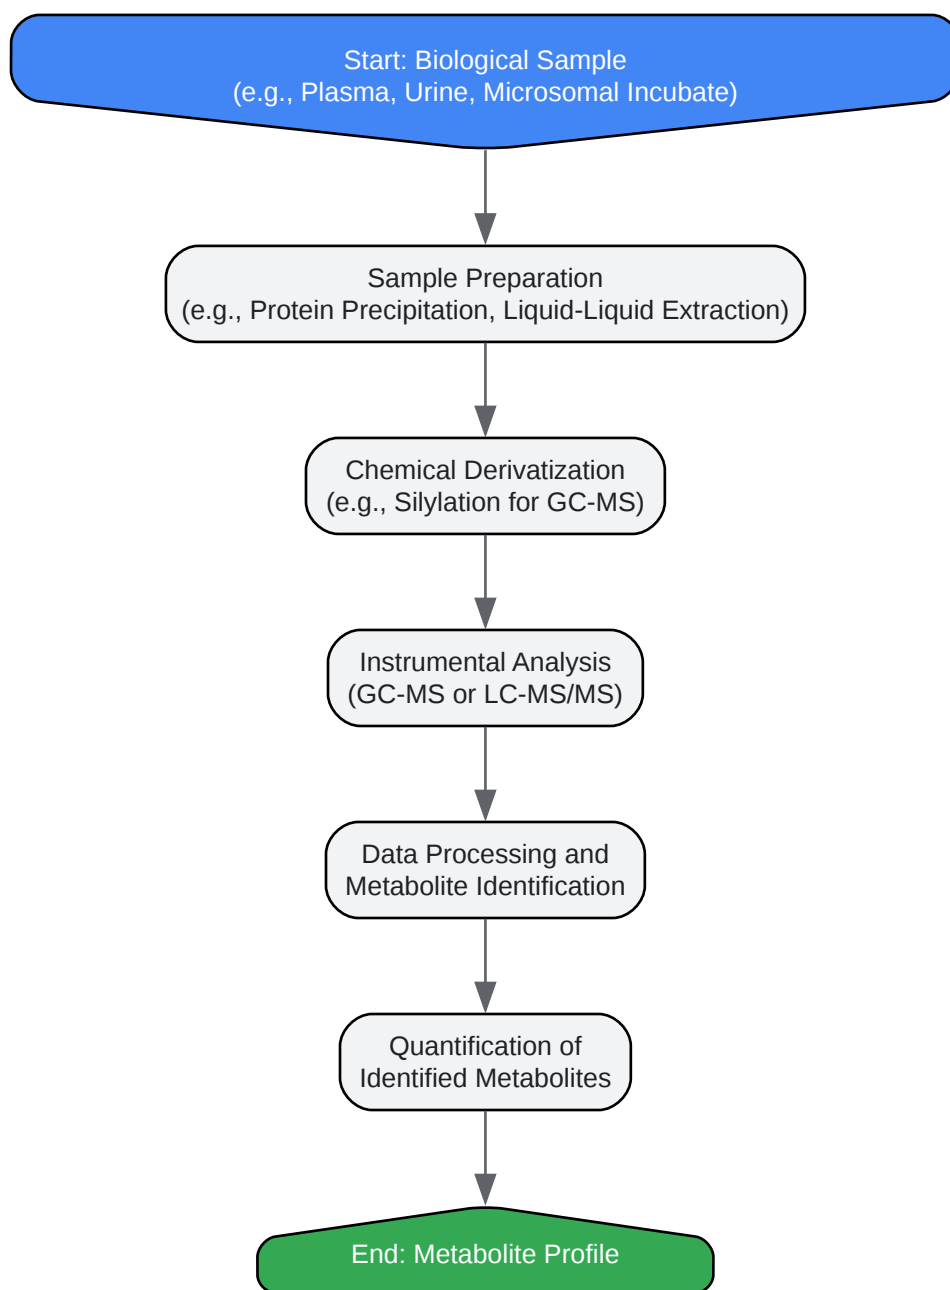 Start: Biological Sample
(e.g., Plasma, Urine, Microsomal Incubate)
Sample Preparation
(e.g., Protein Precipitation, Liquid-Liquid Extraction)
Chemical Derivatization
(e.g., Silylation for GC-MS)
Instrumental Analysis
(GC-MS or LC-MS/MS)
Data Processing and
Metabolite Identification
Quantification of
Identified Metabolites
End: Metabolite Profile